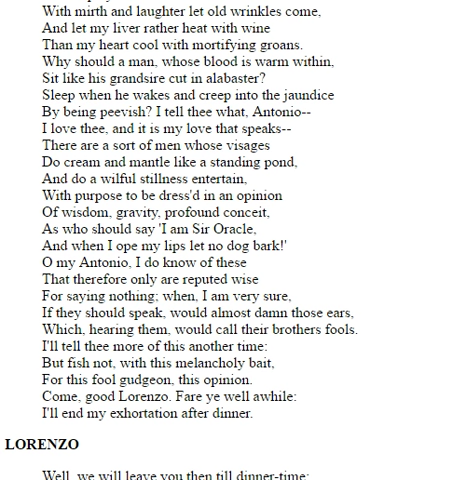 With mirth and laughter let old wrinkles come,
And let my liver rather heat with wine
Than my heart cool with mortifying groans.
Why should a man, whose blood is warm within,
Sit like his grandsire cut in alabaster?
Sleep when he wakes and creep into the jaundice
By being peevish? I tell thee what, Antonio--
I love thee, and it is my love that speaks--
There are a sort of men whose visages
Do cream and mantle like a standing pond,
And do a wilful stillness entertain,
With purpose to be dress'd in an opinion
Of wisdom, gravity, profound conceit,
As who should say 'I am Sir Oracle,
And when I ope my lips let no dog bark!'
O my Antonio, I do know of these
That therefore only are reputed wise
For saying nothing; when, I am very sure,
If they should speak, would almost damn those ears,
Which, hearing them, would call their brothers fools.
I'll tell thee more of this another time:
But fish not, with this melancholy bait,
For this fool gudgeon, this opinion.
Come, good Lorenzo. Fare ye well awhile:
I'll end my exhortation after dinner.
LORENZO
Well, we will leave you then till dinner-time: